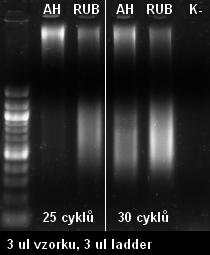 AH RUB AH RUB K-
25 cyklů 30 cyklů
3 ul vzorku, 3 ul ladder